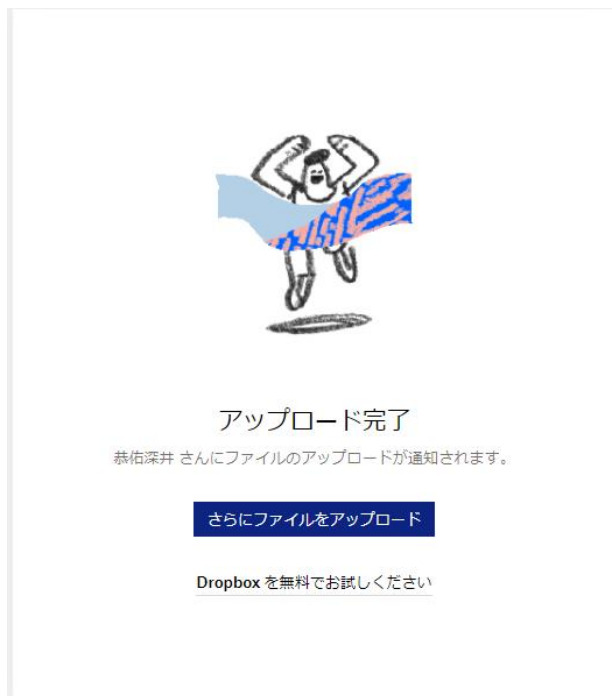 アップロード完了
恭佑深井 さんにファイルのアップロードが通知されます。
さらにファイルをアップロード
Dropbox を無料でお試しください